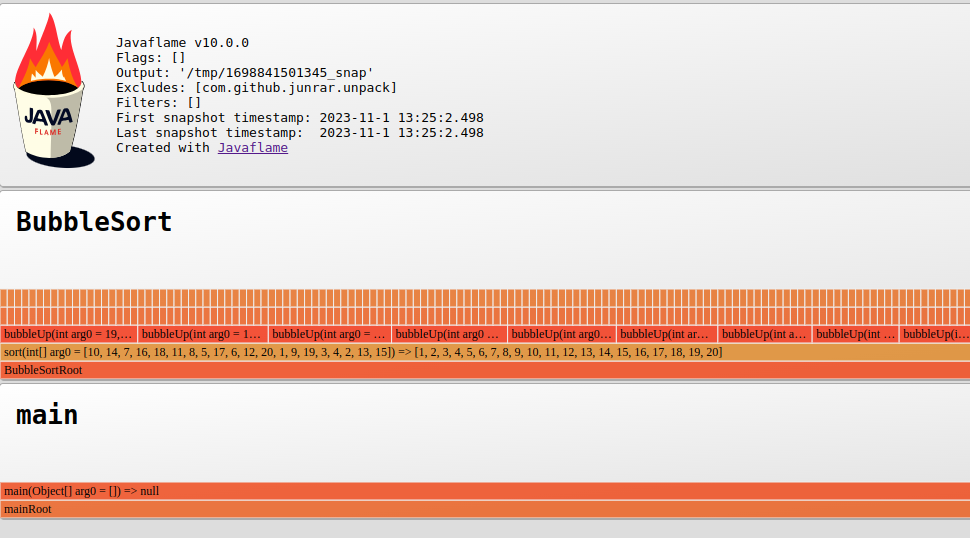 JAVA
FLAME
Javaflame v10.0.0
Flags: []
Output: '/tmp/1698841501345_snap'
Excludes: [com.github.junrar.unpack]
Filters: []
First snapshot timestamp: 2023-11-1 13:25:2.498
Last snapshot timestamp:  2023-11-1 13:25:2.498
Created with Javaflame
BubbleSort
bubbleUp(int arg0 = 19,... bubbleUp(int arg0 = 1... bubbleUp(int arg0 = ... bubbleUp(int arg0 ... bubbleUp(int arg0... bubbleUp(int ar... bubbleUp(int a... bubbleUp(int ... bubbleUp(i...
sort(int[] arg0 = [10, 14, 7, 16, 18, 11, 8, 5, 17, 6, 12, 20, 1, 9, 19, 3, 4, 2, 13, 15]) => [1, 2, 3, 4, 5, 6, 7, 8, 9, 10, 11, 12, 13, 14, 15, 16, 17, 18, 19, 20]
BubbleSortRoot
main
main(Object[] arg0 = []) => null
mainRoot